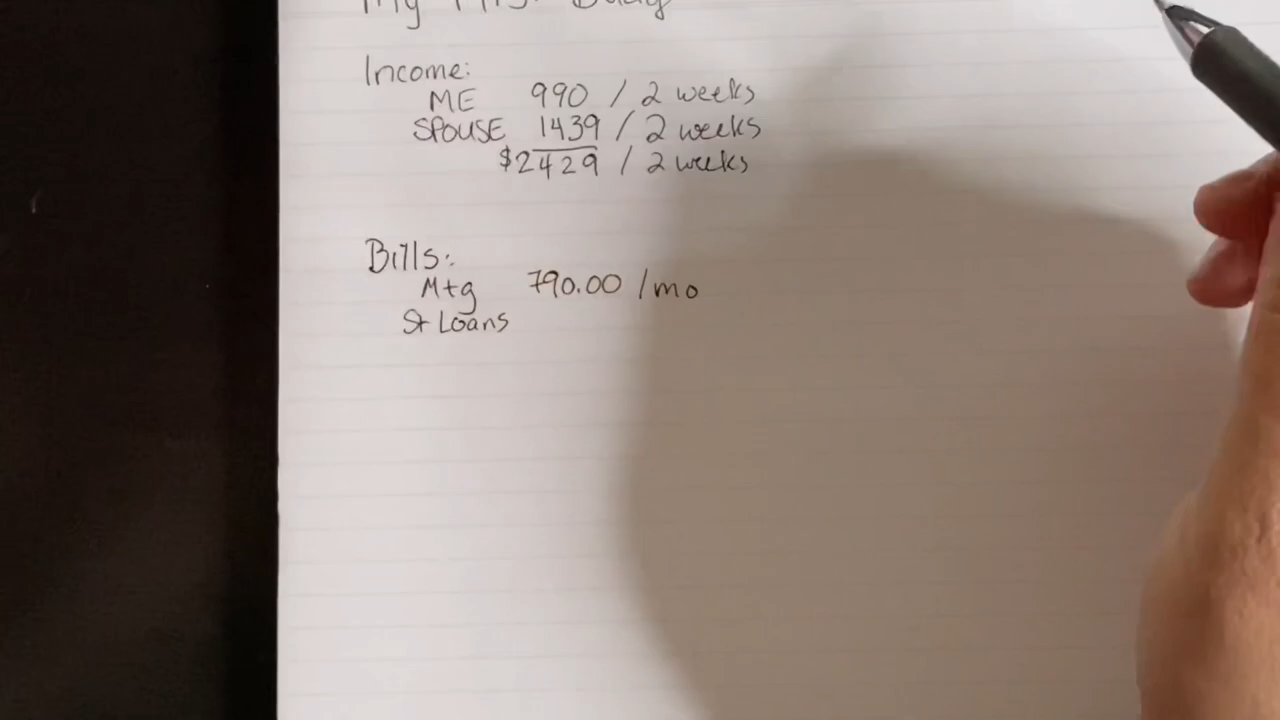 My
Income:
ME 990 / 2 weeks
SPOUSE 1439 / 2 weeks
$2429 / 2 weeks
Bills:
Mtg 790.00 /mo
St Loans